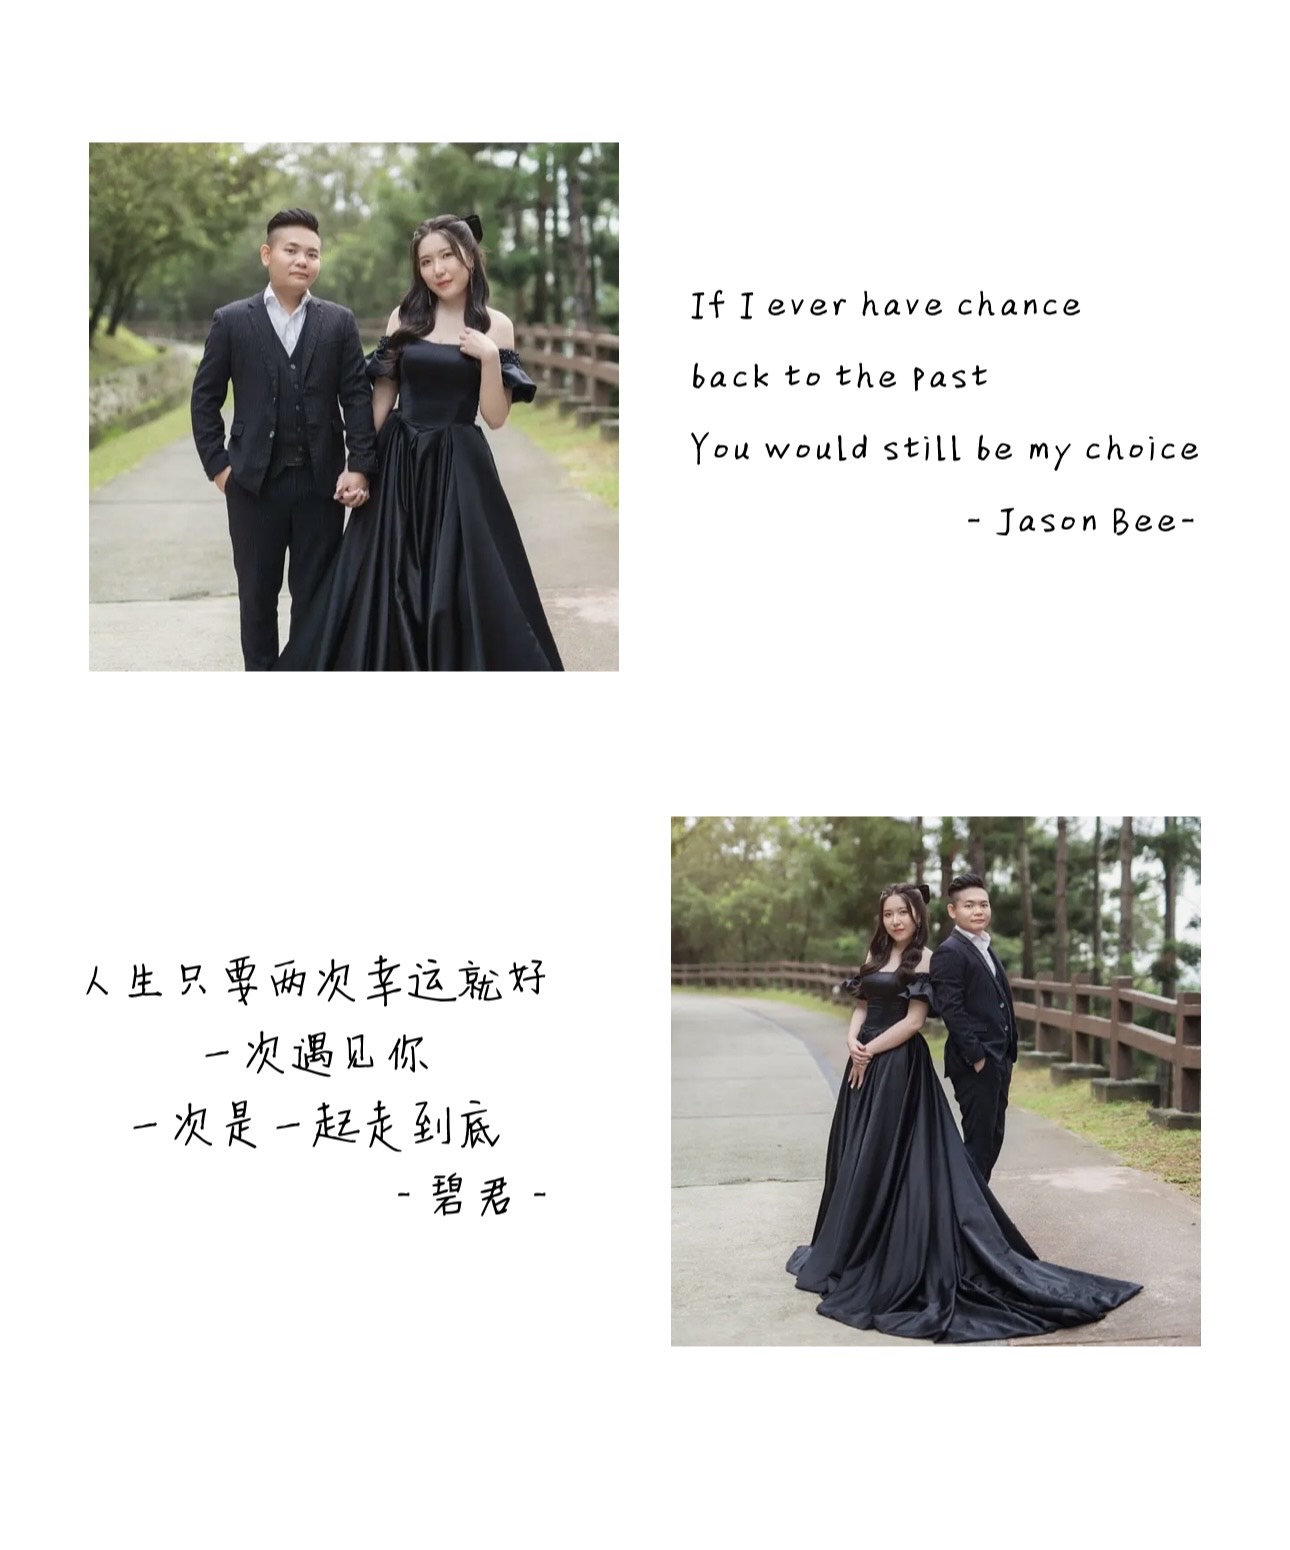 If I ever have chance
back to the past
You would still be my choice
- Jason Bee-
人生只要两次幸运就好
一次遇见你
一次是一起走到底
- 碧君 -